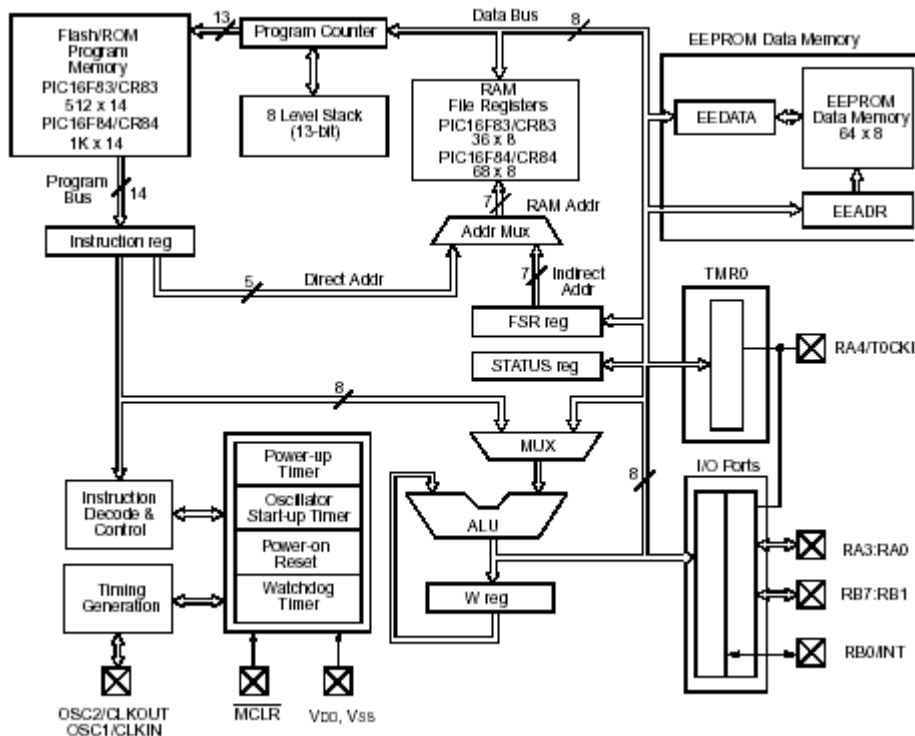 13
Data Bus
8
Flash/ROM
Program
Memory
PIC16F83/CR83
512 x 14
PIC16F84/CR84
1K x 14
Program Counter
8 Level Stack
(13-bit)
RAM
File Registers
PIC16F83/CR83
36 x 8
PIC16F84/CR84
68 x 8
EEPROM Data Memory
EEDATA
EEPROM
Data Memory
64 x 8
EEADR
Program
Bus
14
7
RAM Addr
Addr Mux
Instruction reg
5
Direct Addr
7
Indirect
Addr
FSR reg
STATUS reg
TMR0
RA4/T0CKI
8
MUX
8
I/O Ports
Power-up
Timer
Oscillator
Start-up Timer
Power-on
Reset
Watchdog
Timer
Instruction
Decode &
Control
ALU
Timing
Generation
W reg
RA3:RA0
RB7:RB1
RB0/INT
OSC2/CLKOUT
OSC1/CLKIN
MCLR
VDD, VSS